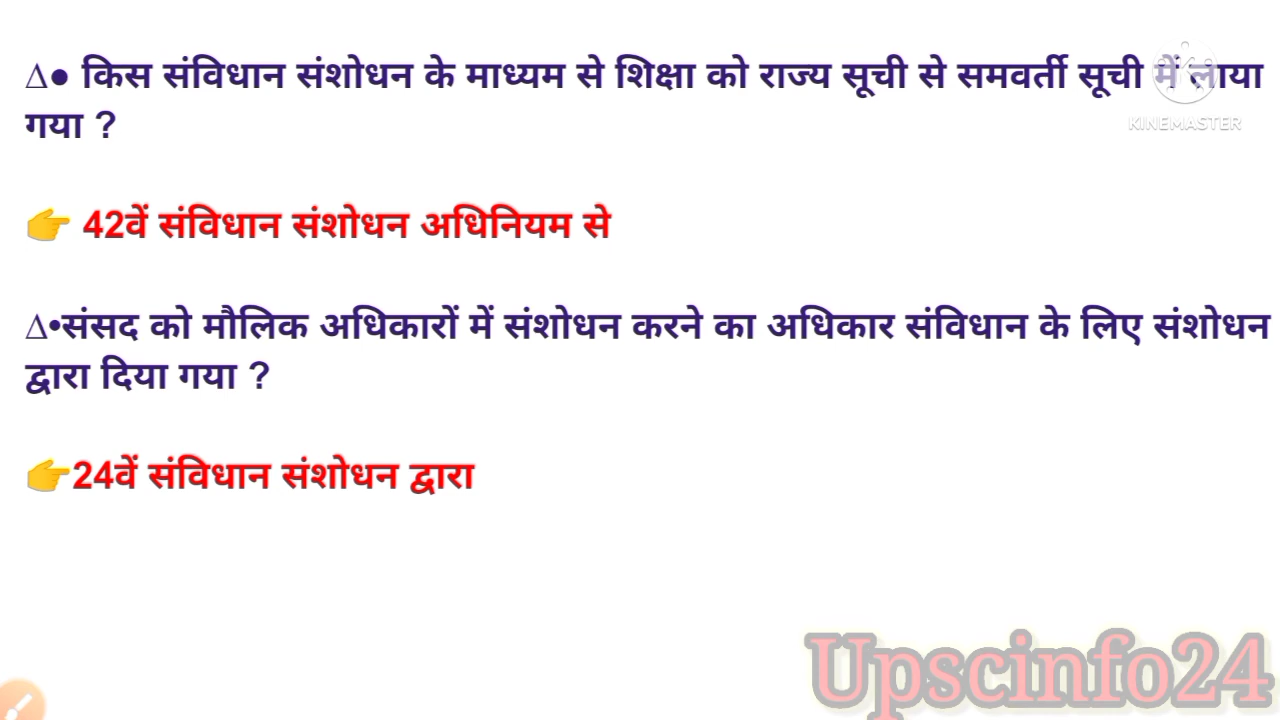 ∆● किस संविधान संशोधन के माध्यम से शिक्षा को राज्य सूची से समवर्ती सूची में लाया
गया ?
KINEMASTER
👉 42वें संविधान संशोधन अधिनियम से
∆•संसद को मौलिक अधिकारों में संशोधन करने का अधिकार संविधान के लिए संशोधन
द्वारा दिया गया ?
👉24वें संविधान संशोधन द्वारा
Upscinfo24